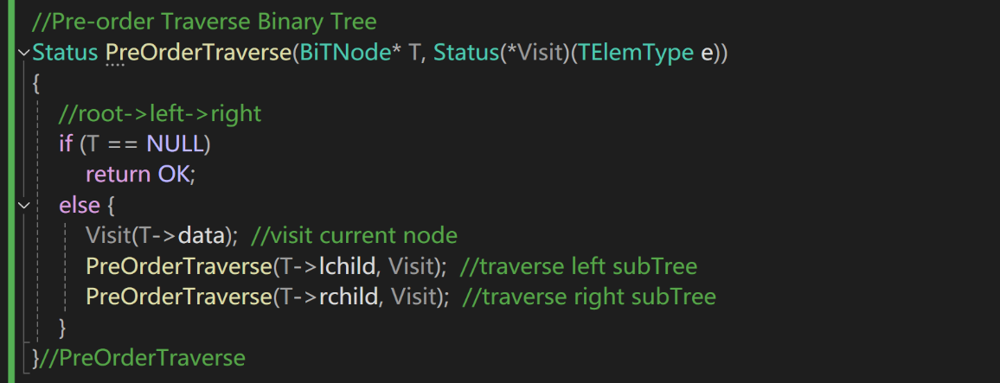 //Pre-order Traverse Binary Tree
Status PreOrderTraverse(BiTNode* T, Status(*Visit)(TElemType e))
{
//root->left->right
if (T == NULL)
return OK;
else {
Visit(T->data); //visit current node
PreOrderTraverse(T->lchild, Visit); //traverse left subTree
PreOrderTraverse(T->rchild, Visit); //traverse right subTree
}
}//PreOrderTraverse